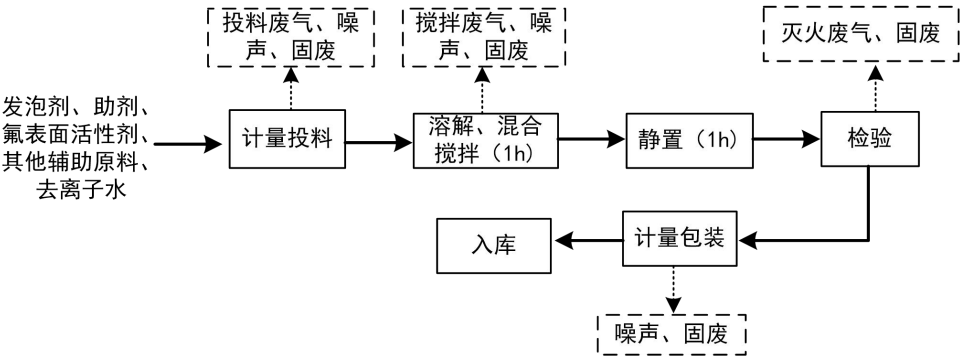 投料废气、噪
声、固废
搅拌废气、噪
声、固废
灭火废气、固废
发泡剂、助剂、
氟表面活性剂、
其他辅助原料、
去离子水
计量投料
溶解、混合
搅拌（1h）
静置（1h）
检验
入库
计量包装
噪声、固废